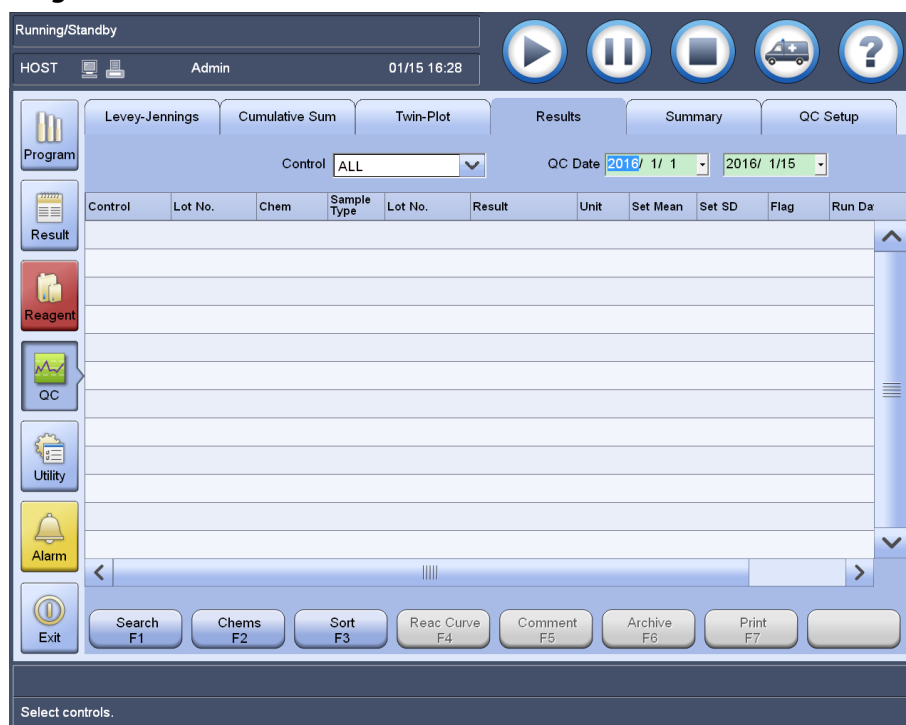 Running/Standby
HOST Admin 01/15 16:28
Levey-Jennings Cumulative Sum Twin-Plot Results Summary QC Setup
Program
Control ALL QC Date 2016/ 1/ 1 2016/ 1/15
Control Lot No. Chem Sample Type Lot No. Result Unit Set Mean Set SD Flag Run Da
Result
Reagent
QC
Utility
Alarm
Exit
Search F1 Chems F2 Sort F3 Reac Curve F4 Comment F5 Archive F6 Print F7
Select controls.